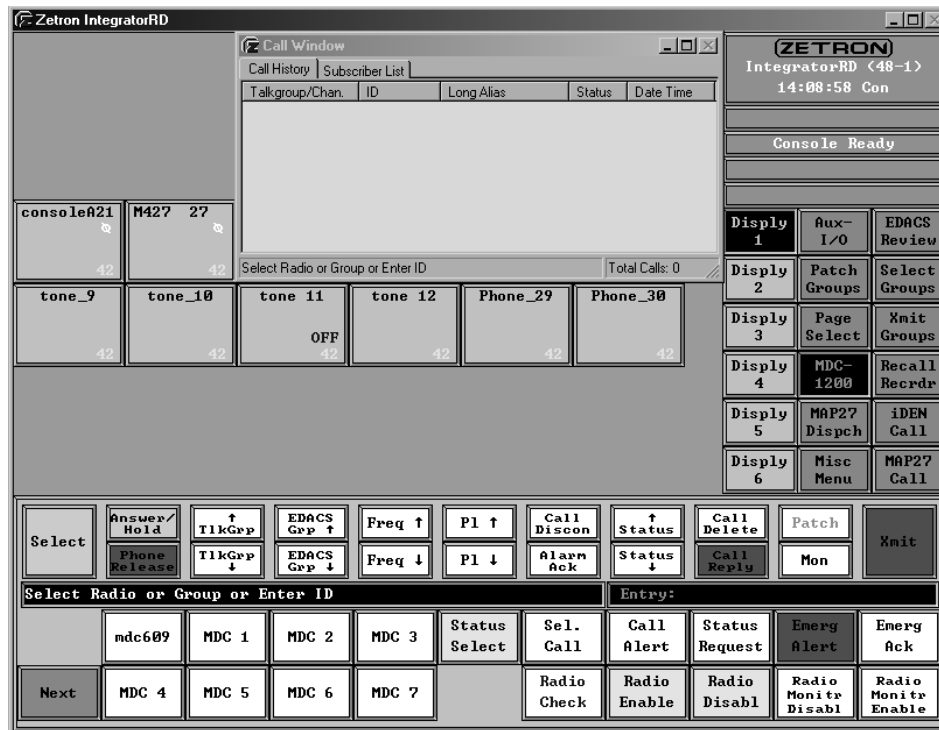 Zetron IntegratorRD
Call Window
Call History Subscriber List
Talkgroup/Chan. ID Long Alias Status Date Time
Select Radio or Group or Enter ID Total Calls: 0
ZETRON
IntegratorRD (48-1)
14:08:58 Con
Console Ready
consoleA21 M427 27
42 42
tone_9 tone_10 tone 11 tone 12 Phone_29 Phone_30
OFF
42 42 42 42 42 42
Disply 1 Aux-I/O EDACS Review
Disply 2 Patch Groups Select Groups
Disply 3 Page Select Xmit Groups
Disply 4 MDC-1200 Recall Recrdr
Disply 5 MAP27 Dispch iDEN Call
Disply 6 Misc Menu MAP27 Call
Select
Answer/Hold ↑ TlkGrp EDACS Grp ↑ Freq ↑ Pl ↑ Call Discon ↑ Status Call Delete Patch
Phone Release TlkGrp ↓ EDACS Grp ↓ Freq ↓ Pl ↓ Alarm Ack Status ↓ Call Reply Mon
Xmit
Select Radio or Group or Enter ID Entry:
mdc609 MDC 1 MDC 2 MDC 3 Status Select Sel. Call Call Alert Status Request Emerg Alert Emerg Ack
Next MDC 4 MDC 5 MDC 6 MDC 7 Radio Check Radio Enable Radio Disabl Radio Monitr Disabl Radio Monitr Enable